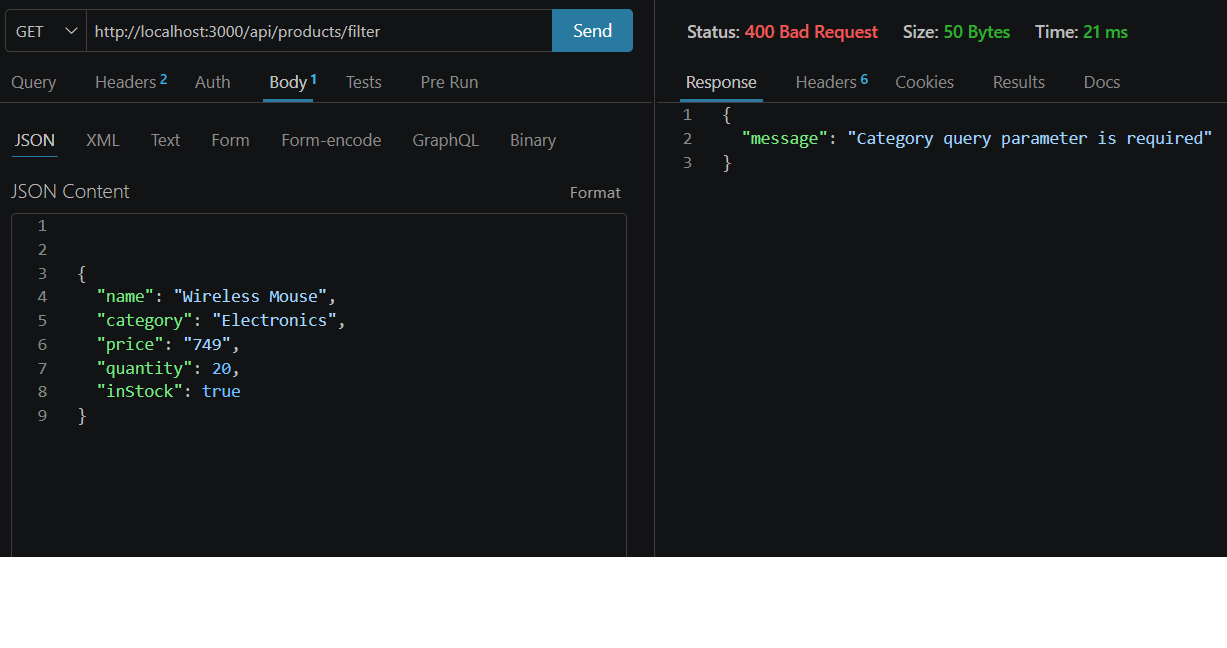 GET http://localhost:3000/api/products/filter Send
Query Headers 2 Auth Body 1 Tests Pre Run
JSON XML Text Form Form-encode GraphQL Binary
JSON Content Format
1
2
3 {
4 "name": "Wireless Mouse",
5 "category": "Electronics",
6 "price": "749",
7 "quantity": 20,
8 "inStock": true
9 }
Status: 400 Bad Request Size: 50 Bytes Time: 21 ms
Response Headers 6 Cookies Results Docs
1 {
2 "message": "Category query parameter is required"
3 }